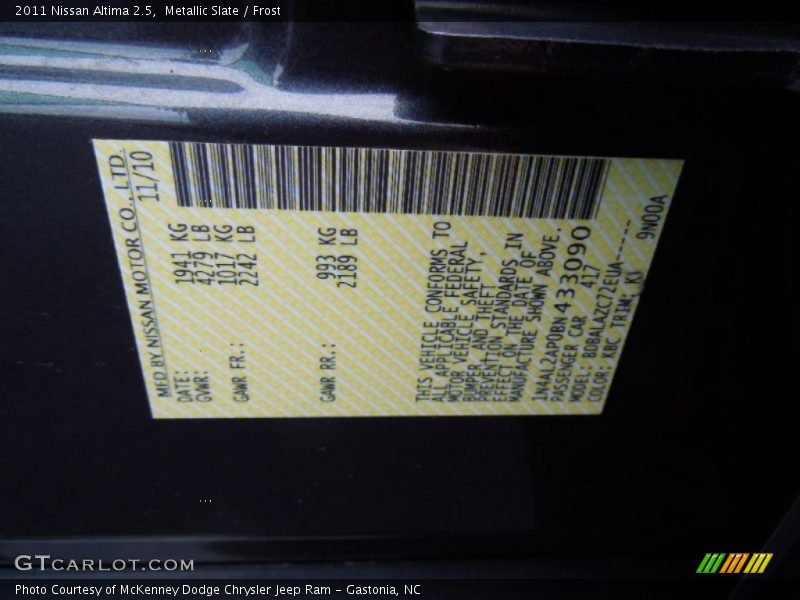 2011 Nissan Altima 2.5, Metallic Slate / Frost
MFD BY NISSAN MOTOR CO., LTD.
DATE: 11/10
GVWR: 1941 KG
4279 LB
GAWR FR.: 1017 KG
2242 LB
GAWR RR.: 993 KG
2189 LB
THIS VEHICLE CONFORMS TO
ALL APPLICABLE FEDERAL
MOTOR VEHICLE SAFETY,
BUMPER, AND THEFT
PREVENTION STANDARDS IN
EFFECT ON THE DATE OF
MANUFACTURE SHOWN ABOVE.
1N4AL2AP0BN433090
PASSENGER CAR 417
MODEL: BDBALAZC72EUA-----
COLOR: KBC TRIM: K 9N00A
GTCARLOT.COM
Photo Courtesy of McKenney Dodge Chrysler Jeep Ram – Gastonia, NC